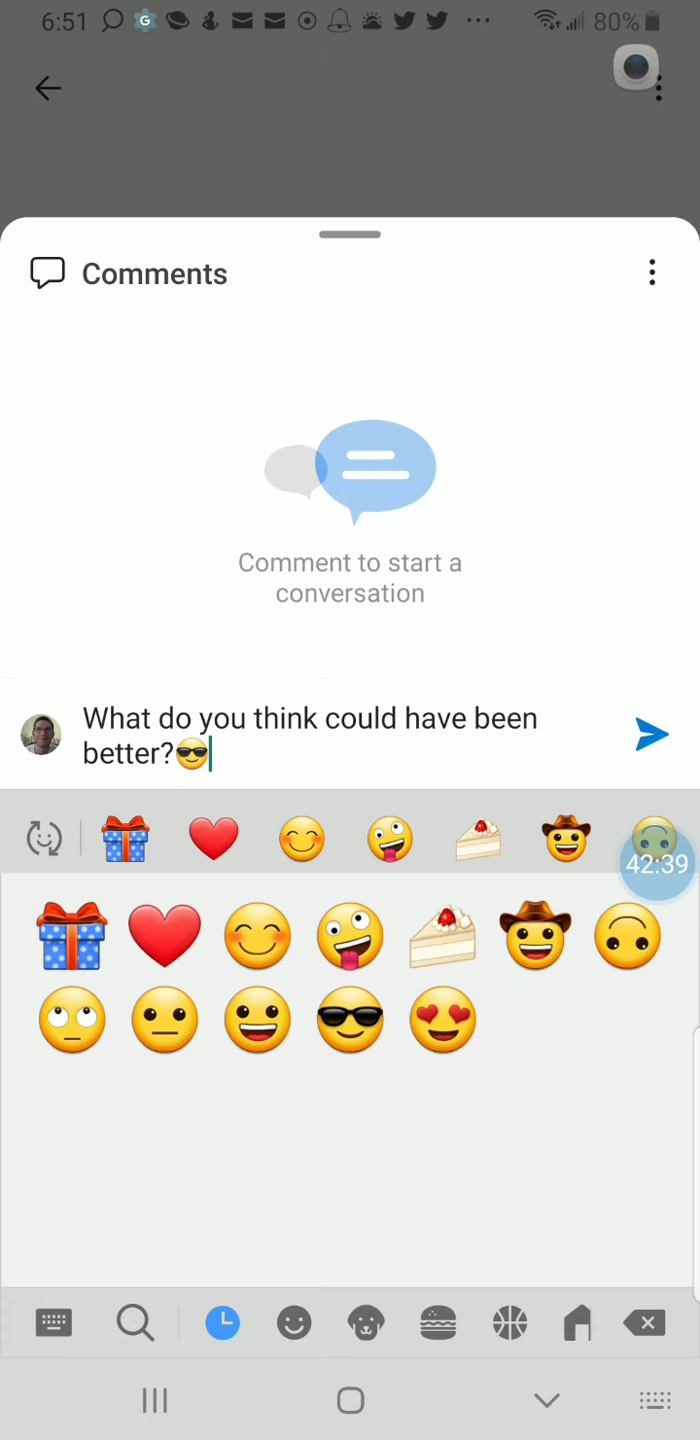 6:51 G 80%
Comments
Comment to start a
conversation
What do you think could have been
better?😎
42:39